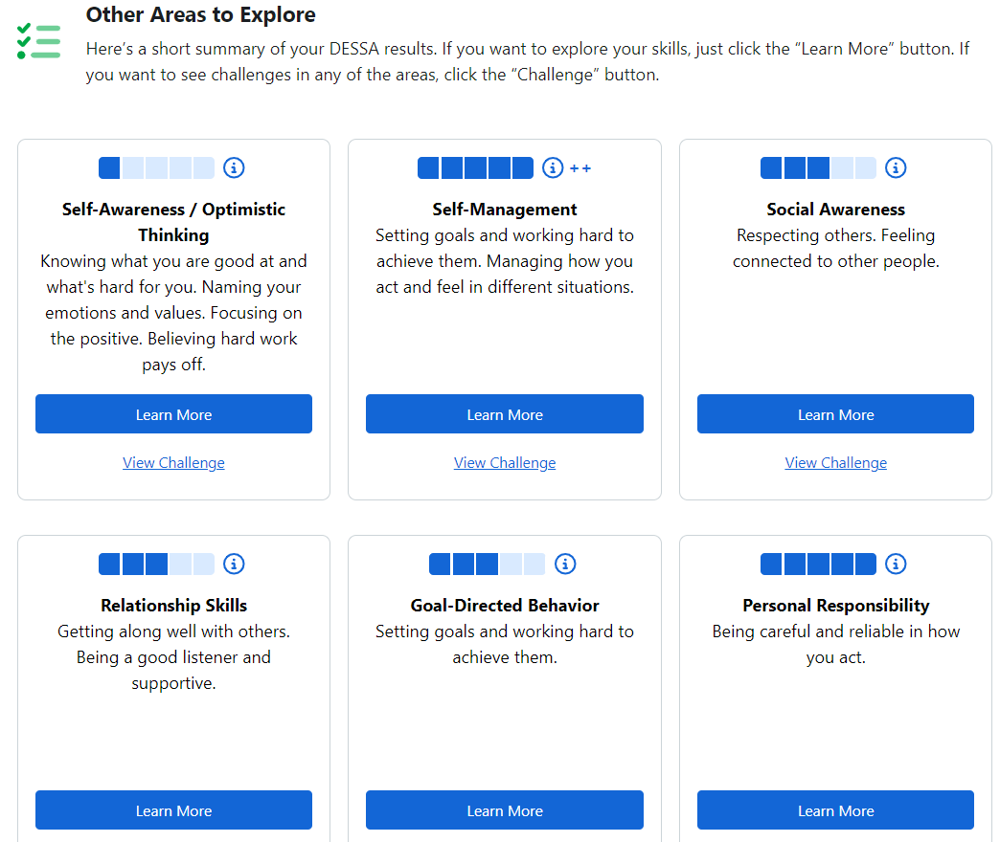 Other Areas to Explore
Here’s a short summary of your DESSA results. If you want to explore your skills, just click the “Learn More” button. If
you want to see challenges in any of the areas, click the “Challenge” button.
++
Self-Awareness / Optimistic
Thinking
Knowing what you are good at and
what's hard for you. Naming your
emotions and values. Focusing on
the positive. Believing hard work
pays off.
Learn More
View Challenge
Self-Management
Setting goals and working hard to
achieve them. Managing how you
act and feel in different situations.
Learn More
View Challenge
Social Awareness
Respecting others. Feeling
connected to other people.
Learn More
View Challenge
Relationship Skills
Getting along well with others.
Being a good listener and
supportive.
Learn More
Goal-Directed Behavior
Setting goals and working hard to
achieve them.
Learn More
Personal Responsibility
Being careful and reliable in how
you act.
Learn More